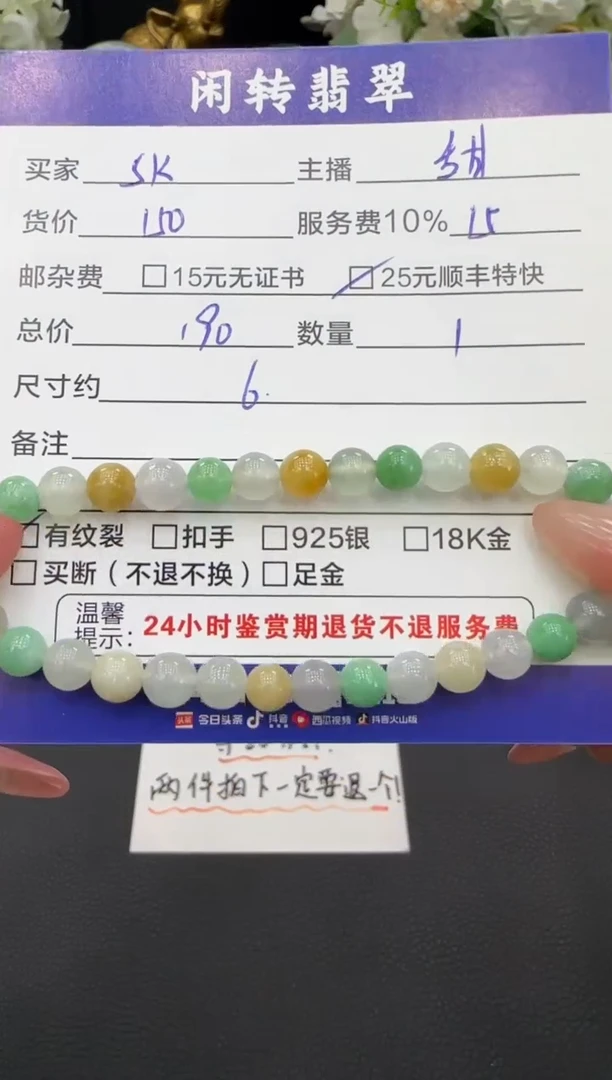 闲转翡翠
买家 SK 主播
货价 150 服务费10% 15
邮杂费 □15元无证书 □25元顺丰特快
总价 190 数量 1
尺寸约 6.
备注
□有纹裂 □扣手 □925银 □18K金
□买断（不退不换）□足金
温馨提示：24小时鉴赏期退货不退服务费
头条 今日头条 抖音 西瓜视频 抖音火山版
两件拍下一定要退一个!